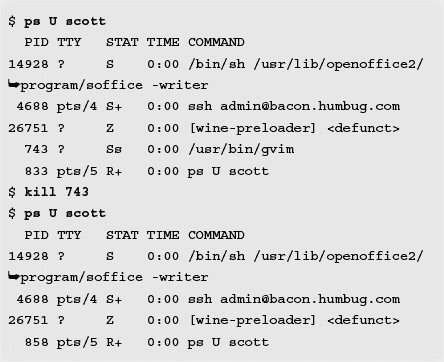 $ ps U scott
PID TTY STAT TIME COMMAND
14928 ? S 0:00 /bin/sh /usr/lib/openoffice2/
➥program/soffice -writer
4688 pts/4 S+ 0:00 ssh admin@bacon.humbug.com
26751 ? Z 0:00 [wine-preloader] <defunct>
743 ? Ss 0:00 /usr/bin/gvim
833 pts/5 R+ 0:00 ps U scott
$ kill 743
$ ps U scott
PID TTY STAT TIME COMMAND
14928 ? S 0:00 /bin/sh /usr/lib/openoffice2/
➥program/soffice -writer
4688 pts/4 S+ 0:00 ssh admin@bacon.humbug.com
26751 ? Z 0:00 [wine-preloader] <defunct>
858 pts/5 R+ 0:00 ps U scott